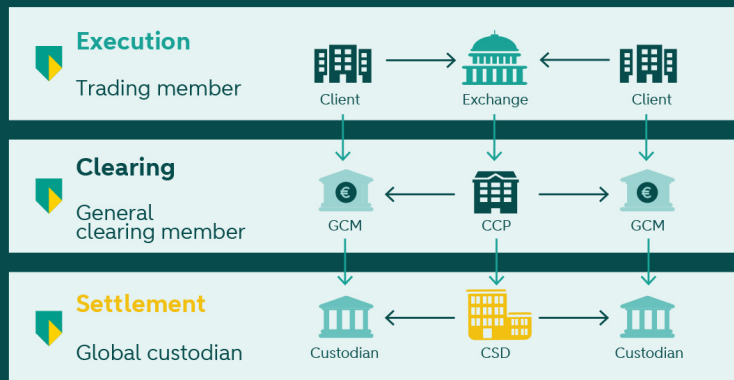 Execution
Trading member
Client
Exchange
Client
Clearing
General
clearing member
€
GCM
CCP
€
GCM
Settlement
Global custodian
Custodian
CSD
Custodian